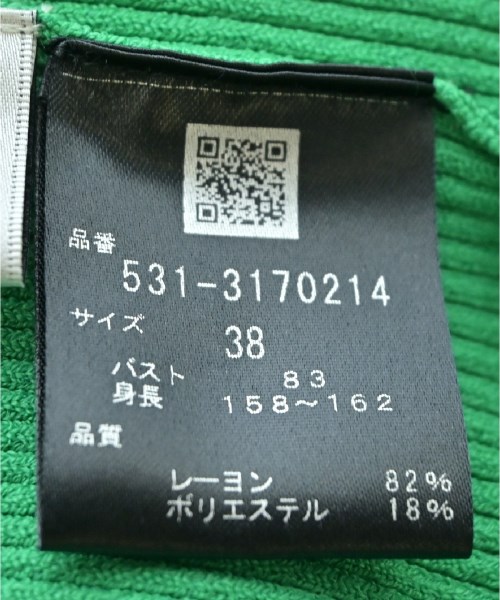 品番
531-3170214
サイズ
38
バスト 83
身長 158〜162
品質
レーヨン 82%
ポリエステル 18%